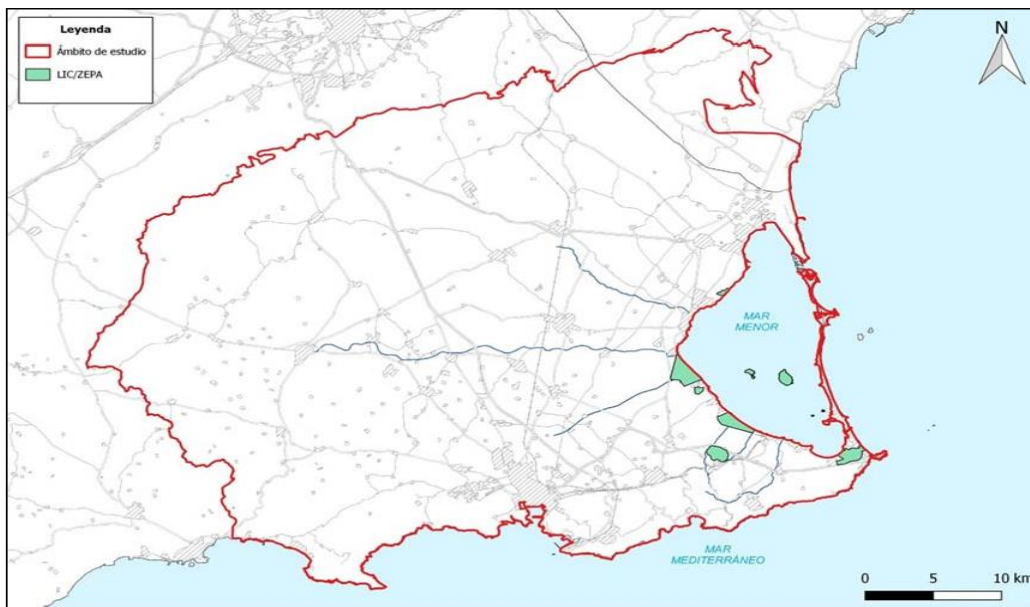 Leyenda
Ámbito de estudio
LIC/ZEPA
N
MAR
MENOR
MAR
MEDITERRÁNEO
0 5 10 km